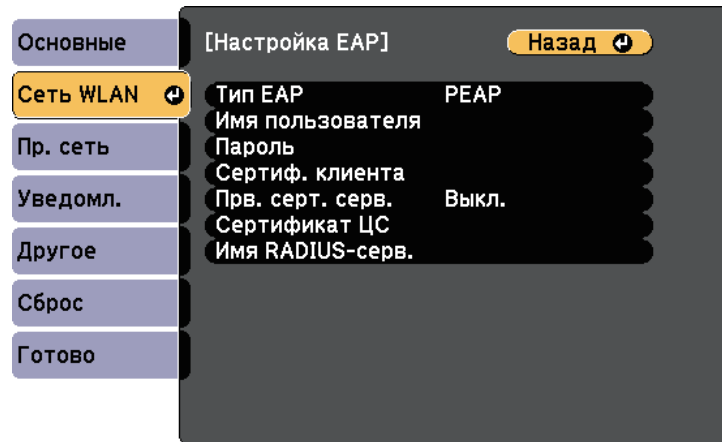 Основные
Сеть WLAN
Пр. сеть
Уведомл.
Другое
Сброс
Готово
[Настройка EAP]
Назад
Тип EAP PEAP
Имя пользователя
Пароль
Сертиф. клиента
Прв. серт. серв. Выкл.
Сертификат ЦС
Имя RADIUS-серв.